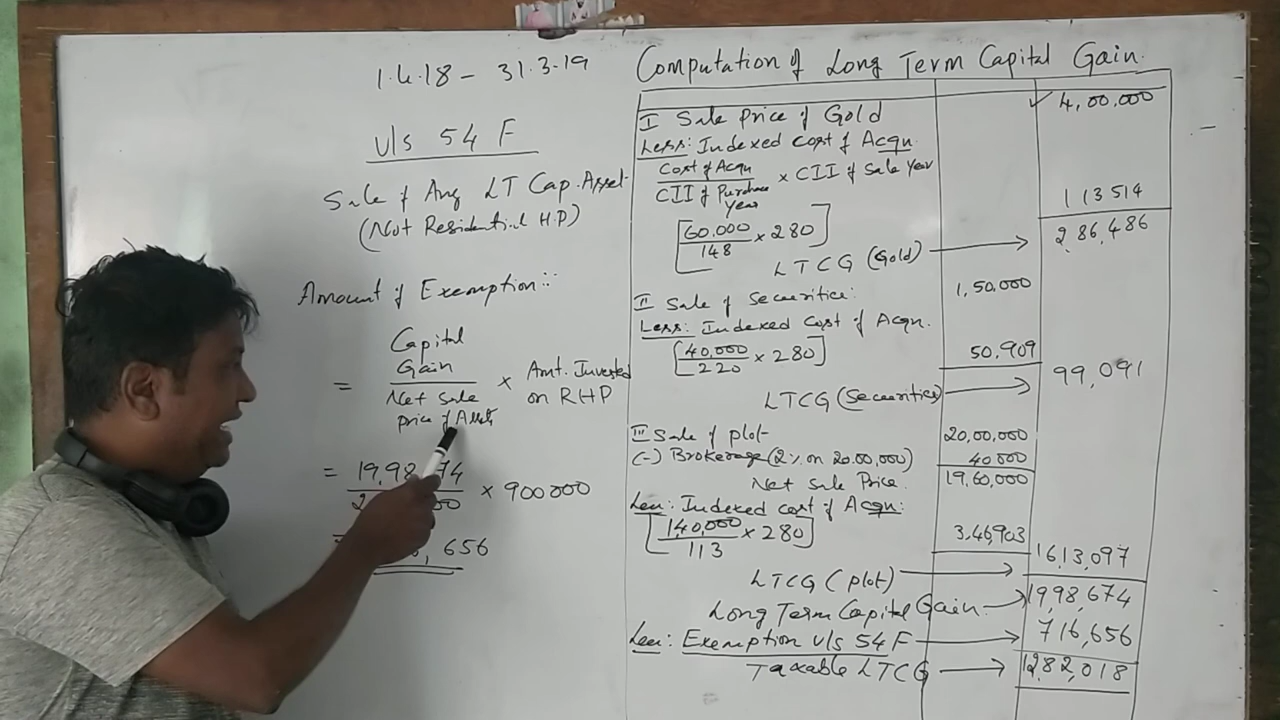 1.4.18 - 31.3.19
u/s 54 F
Sale of Any LT Cap. Asset
(Not Residential H.P)
Amount of Exemption::
= Capital Gain / Net Sale price of Asset × Amt. Invested on RHP
= × 900000
656
Computation of Long Term Capital Gain.
I Sale price of Gold 4,00,000
Less: Indexed cost of Acqn
Cost of Acqn / CII of Purchase year × CII of Sale year
113514
[60,000 / 148 × 280]
LTCG (Gold) → 2,86,486
II Sale of Securities: 1,50,000
Less: Indexed cost of Acqn.
[40,000 / 220 × 280] 50,909
LTCG (Securities) → 99,091
III Sale of plot 20,00,000
(-) Brokerage (2% on 20.00,000) 40000
Net Sale Price. 19,60,000
Less: Indexed cost of Acqn:
[140,000 / 113 × 280] 3,46,903
LTCG (plot) → 16,13,097
Long Term Capital Gain → 19,98,674
Less: Exemption u/s 54 F → 716,656
Taxable LTCG → 12,82,018